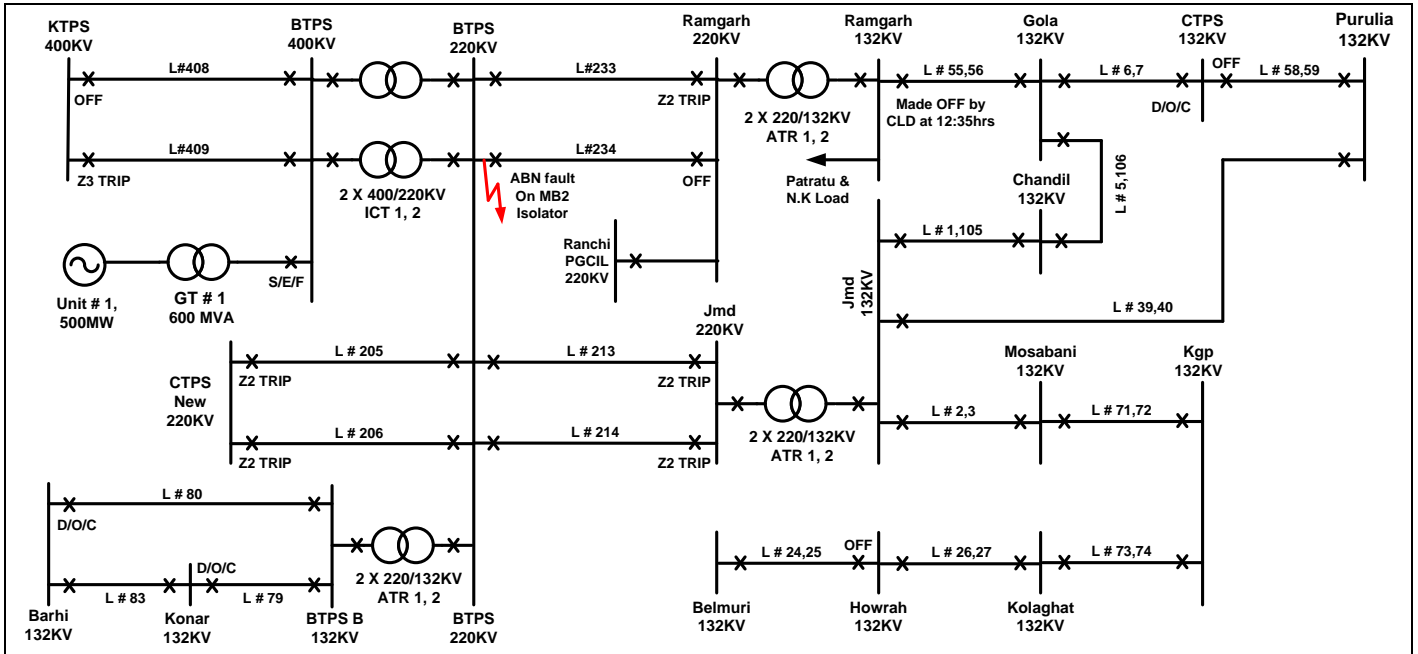 KTPS
400KV
BTPS
400KV
BTPS
220KV
Ramgarh
220KV
Ramgarh
132KV
Gola
132KV
CTPS
132KV
Purulia
132KV
L#408
OFF
L#233
Z2 TRIP
2 X 220/132KV
ATR 1, 2
L # 55,56
Made OFF by
CLD at 12:35hrs
L # 6,7
D/O/C
OFF
L # 58,59
L#409
Z3 TRIP
2 X 400/220KV
ICT 1, 2
L#234
OFF
ABN fault
On MB2
Isolator
Patratu &
N.K Load
Chandil
132KV
L # 5,106
Unit # 1,
500MW
GT # 1
600 MVA
S/E/F
Ranchi
PGCIL
220KV
L # 1,105
Jmd
132KV
L # 39,40
Jmd
220KV
CTPS
New
220KV
L # 205
Z2 TRIP
L # 213
Z2 TRIP
L # 206
Z2 TRIP
L # 214
Z2 TRIP
2 X 220/132KV
ATR 1, 2
Mosabani
132KV
Kgp
132KV
L # 2,3
L # 71,72
L # 80
D/O/C
D/O/C
L # 83
L # 79
2 X 220/132KV
ATR 1, 2
Barhi
132KV
Konar
132KV
BTPS B
132KV
BTPS
220KV
L # 24,25
OFF
L # 26,27
L # 73,74
Belmuri
132KV
Howrah
132KV
Kolaghat
132KV